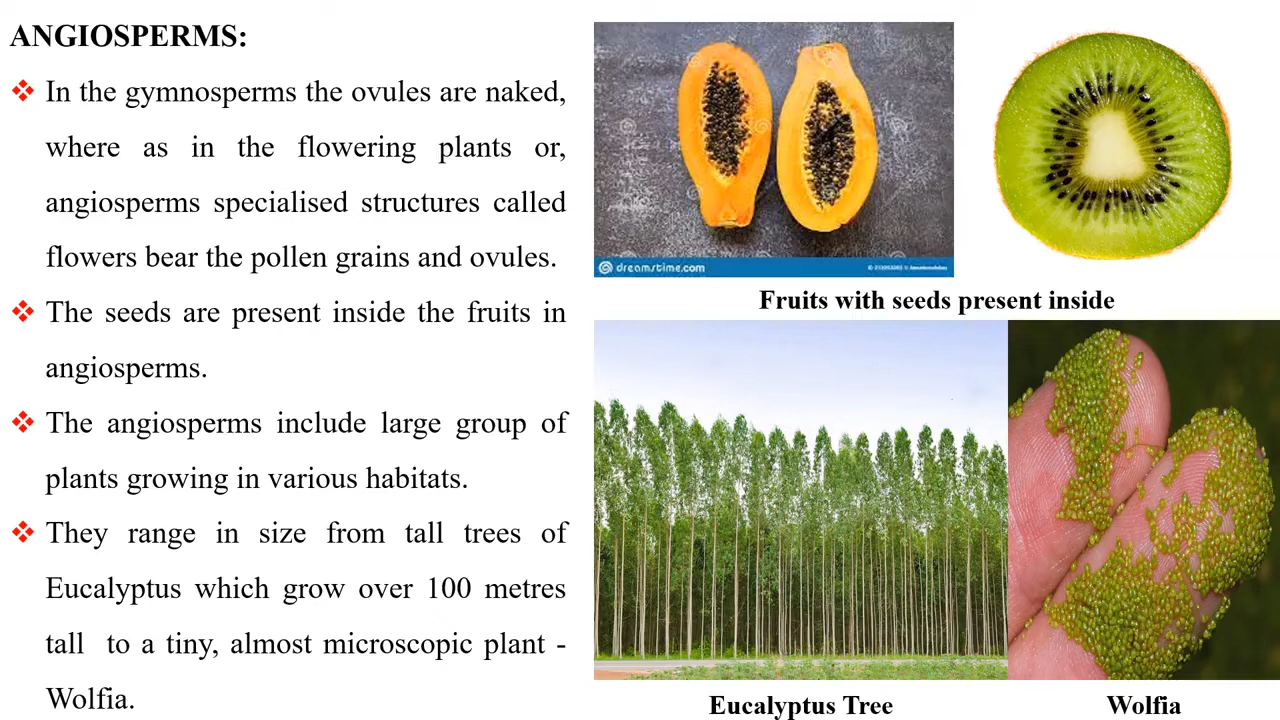 ANGIOSPERMS:
❖ In the gymnosperms the ovules are naked,
where as in the flowering plants or,
angiosperms specialised structures called
flowers bear the pollen grains and ovules.
❖ The seeds are present inside the fruits in
angiosperms.
❖ The angiosperms include large group of
plants growing in various habitats.
❖ They range in size from tall trees of
Eucalyptus which grow over 100 metres
tall to a tiny, almost microscopic plant -
Wolfia.
dreamstime.com
Fruits with seeds present inside
Eucalyptus Tree
Wolfia